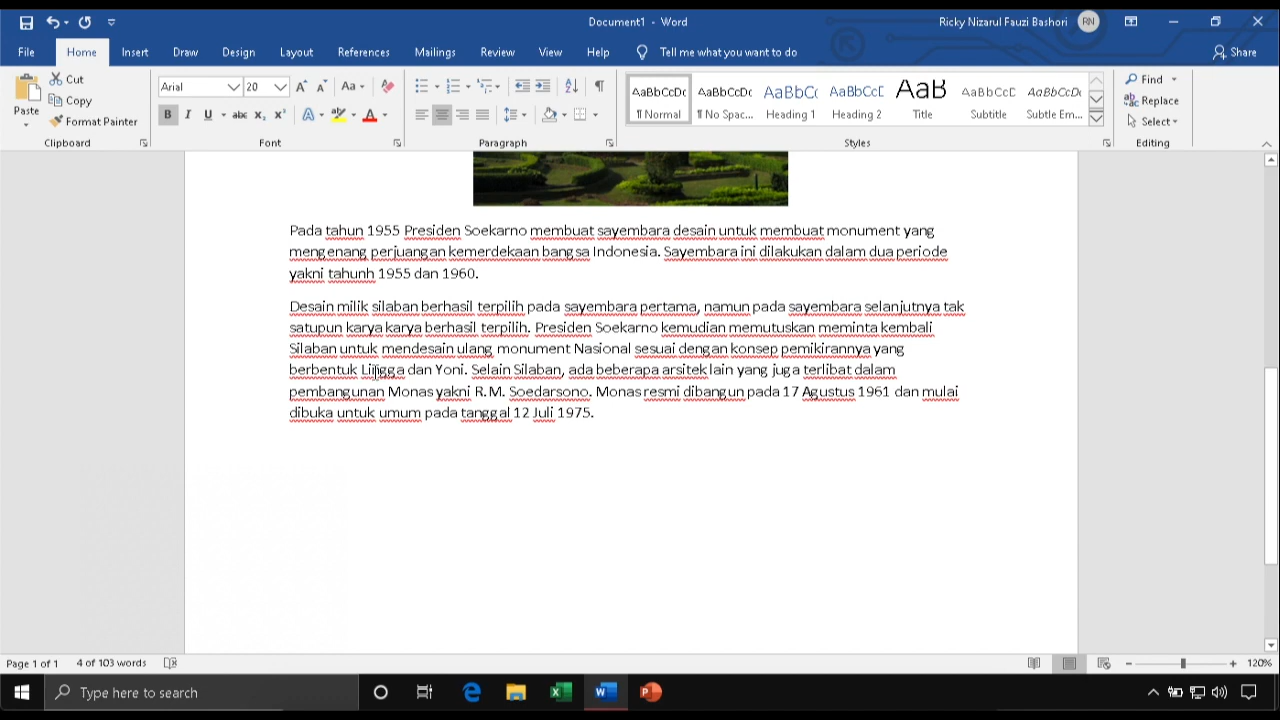 Document1 - Word
Ricky Nizarul Fauzi Bashori RN
File Home Insert Draw Design Layout References Mailings Review View Help Tell me what you want to do Share
Paste Cut Copy Format Painter
Arial 20
Aa
B I U abc X₂ X² A A
AaBbCcDc AaBbCcDc AaBbC( AaBbCcD AaB AaBbCcD AaBbCcDc
¶ Normal ¶ No Spac... Heading 1 Heading 2 Title Subtitle Subtle Em...
Find
Replace
Select
Clipboard Font Paragraph Styles Editing
Pada tahun 1955 Presiden Soekarno membuat sayembara desain untuk membuat monument yang
mengenang perjuangan kemerdekaan bangsa Indonesia. Sayembara ini dilakukan dalam dua periode
yakni tahunh 1955 dan 1960.
Desain milik silaban berhasil terpilih pada sayembara pertama, namun pada sayembara selanjutnya tak
satupun karya karya berhasil terpilih. Presiden Soekarno kemudian memutuskan meminta kembali
Silaban untuk mendesain ulang monument Nasional sesuai dengan konsep pemikirannya yang
berbentuk Lingga dan Yoni. Selain Silaban, ada beberapa arsitek lain yang juga terlibat dalam
pembangunan Monas yakni R.M. Soedarsono. Monas resmi dibangun pada 17 Agustus 1961 dan mulai
dibuka untuk umum pada tanggal 12 Juli 1975.
Page 1 of 1 4 of 103 words 120%
Type here to search